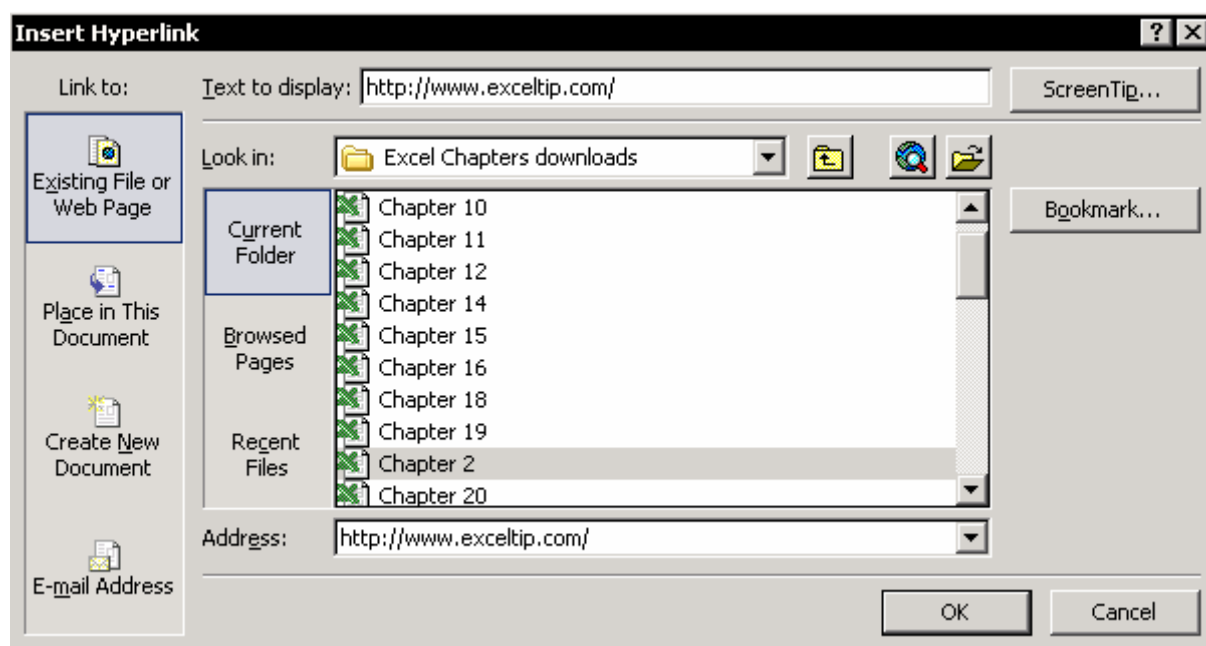 Insert Hyperlink
Link to:
Text to display: http://www.exceltip.com/
ScreenTip...
Existing File or
Web Page
Place in This
Document
Create New
Document
E-mail Address
Look in: Excel Chapters downloads
Current
Folder
Browsed
Pages
Recent
Files
Chapter 10
Chapter 11
Chapter 12
Chapter 14
Chapter 15
Chapter 16
Chapter 18
Chapter 19
Chapter 2
Chapter 20
Bookmark...
Address: http://www.exceltip.com/
OK
Cancel